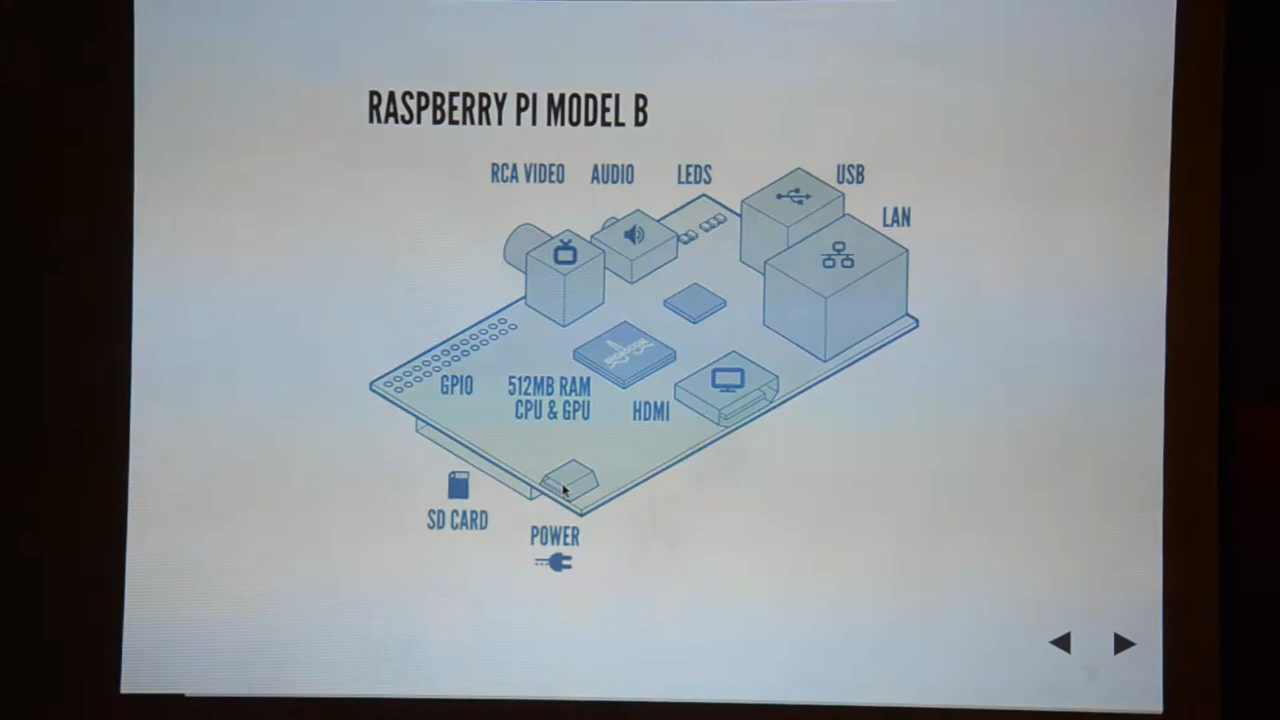 RASPBERRY PI MODEL B
RCA VIDEO
AUDIO
LEDS
USB
LAN
GPIO
512MB RAM
CPU & GPU
HDMI
SD CARD
POWER